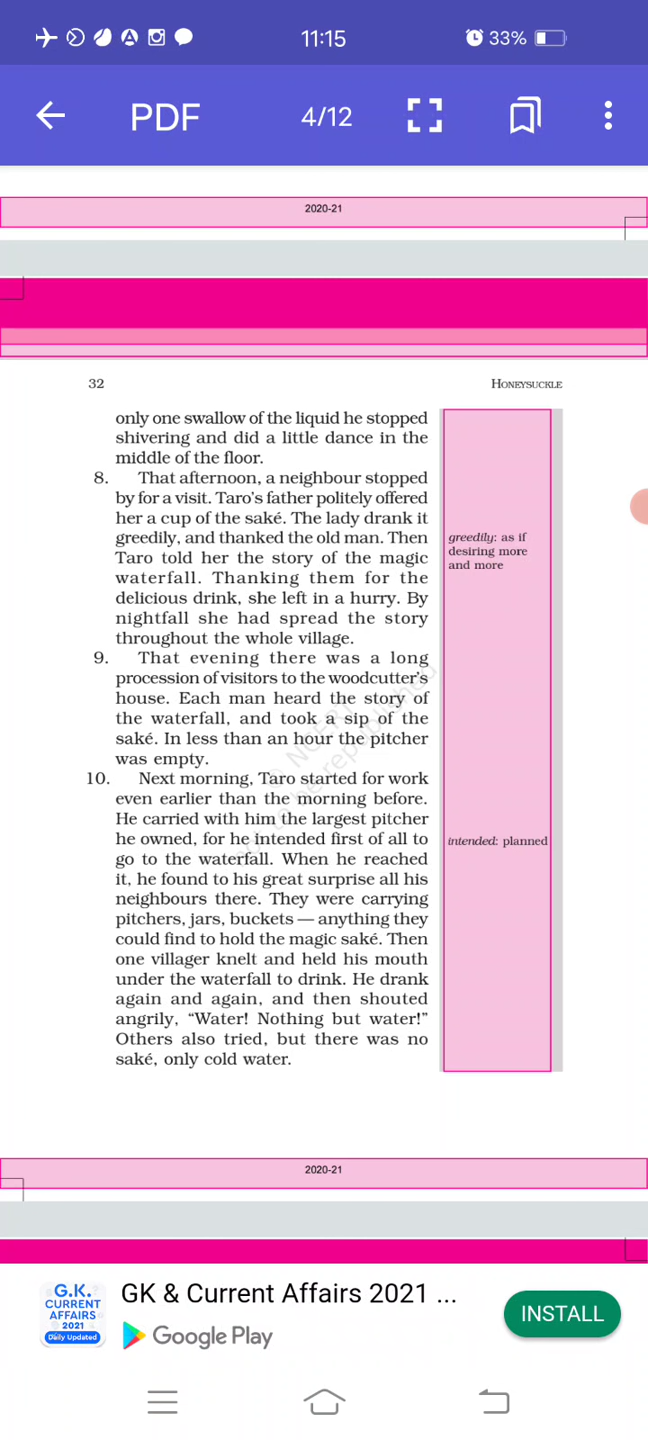 11:15
33%
PDF
4/12
2020-21
32
HONEYSUCKLE
only one swallow of the liquid he stopped
shivering and did a little dance in the
middle of the floor.
8. That afternoon, a neighbour stopped
by for a visit. Taro's father politely offered
her a cup of the saké. The lady drank it
greedily, and thanked the old man. Then
Taro told her the story of the magic
waterfall. Thanking them for the
delicious drink, she left in a hurry. By
nightfall she had spread the story
throughout the whole village.
9. That evening there was a long
procession of visitors to the woodcutter's
house. Each man heard the story of
the waterfall, and took a sip of the
saké. In less than an hour the pitcher
was empty.
10. Next morning, Taro started for work
even earlier than the morning before.
He carried with him the largest pitcher
he owned, for he intended first of all to
go to the waterfall. When he reached
it, he found to his great surprise all his
neighbours there. They were carrying
pitchers, jars, buckets — anything they
could find to hold the magic saké. Then
one villager knelt and held his mouth
under the waterfall to drink. He drank
again and again, and then shouted
angrily, “Water! Nothing but water!”
Others also tried, but there was no
saké, only cold water.
greedily: as if
desiring more
and more
intended: planned
© NCERT
not to be republished
2020-21
G.K.
CURRENT
AFFAIRS
2021
Daily Updated
GK & Current Affairs 2021 ...
Google Play
INSTALL